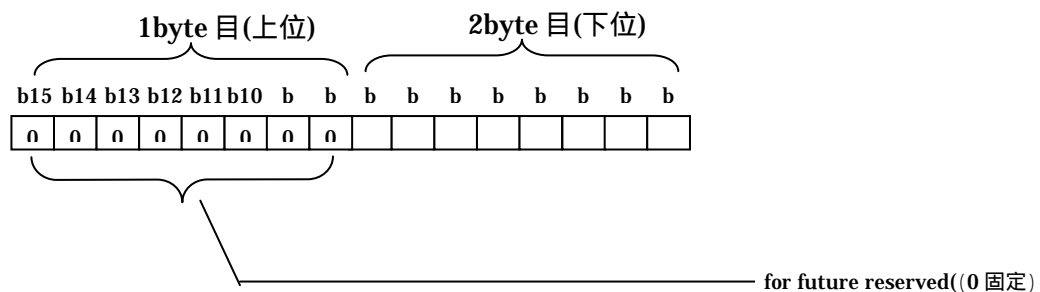 1byte 目(上位) 2byte 目(下位)
b15 b14 b13 b12 b11 b10 b b b b b b b b b b
0 0 0 0 0 0 0 0
for future reserved((0 固定)